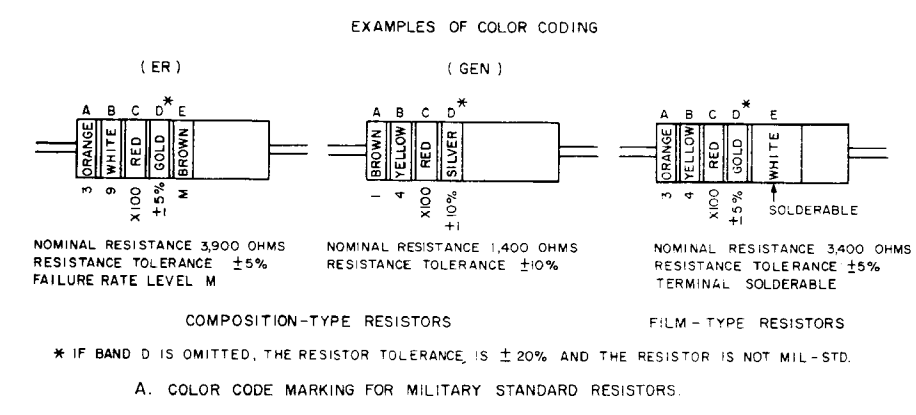 EXAMPLES OF COLOR CODING
(ER)
(GEN)
A B C D* E
ORANGE WHITE RED GOLD BROWN
3 9 X100 ±5% M
NOMINAL RESISTANCE 3,900 OHMS
RESISTANCE TOLERANCE ±5%
FAILURE RATE LEVEL M
A B C D*
BROWN YELLOW RED SILVER
1 4 X100 ±10%
NOMINAL RESISTANCE 1,400 OHMS
RESISTANCE TOLERANCE ±10%
A B C D* E
ORANGE YELLOW RED GOLD WHITE
3 4 X100 ±5% SOLDERABLE
NOMINAL RESISTANCE 3,400 OHMS
RESISTANCE TOLERANCE ±5%
TERMINAL SOLDERABLE
COMPOSITION-TYPE RESISTORS
FILM-TYPE RESISTORS
* IF BAND D IS OMITTED, THE RESISTOR TOLERANCE IS ±20% AND THE RESISTOR IS NOT MIL-STD.
A. COLOR CODE MARKING FOR MILITARY STANDARD RESISTORS.